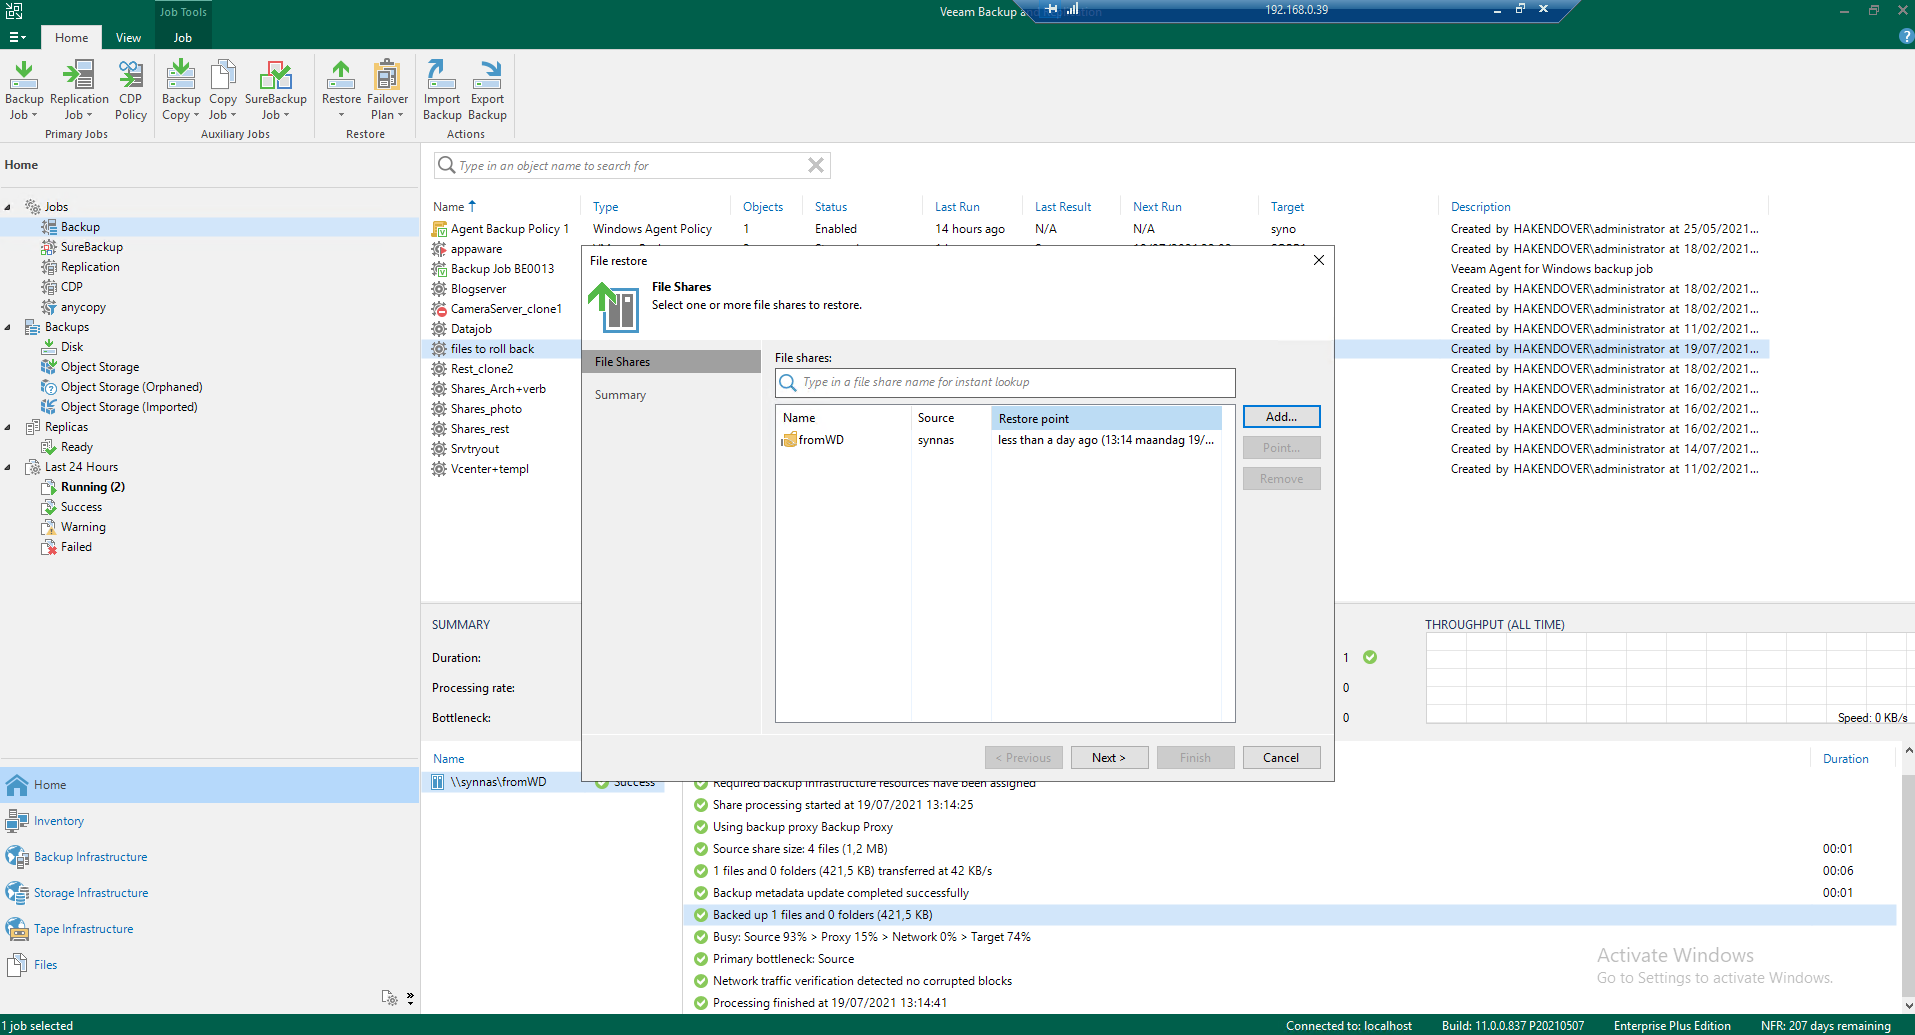 Job Tools
Veeam Backup and
192.168.0.39
Home
View
Job
Backup Job
Replication Job
CDP Policy
Backup Copy
Copy Job
SureBackup Job
Restore
Failover Plan
Import Backup
Export Backup
Primary Jobs
Auxiliary Jobs
Restore
Actions
Home
Type in an object name to search for
Jobs
Backup
SureBackup
Replication
CDP
anycopy
Backups
Disk
Object Storage
Object Storage (Orphaned)
Object Storage (Imported)
Replicas
Ready
Last 24 Hours
Running (2)
Success
Warning
Failed
Name Type Objects Status Last Run Last Result Next Run Target Description
Agent Backup Policy 1 Windows Agent Policy 1 Enabled 14 hours ago N/A N/A syno Created by HAKENDOVER\administrator at 25/05/2021...
appaware Created by HAKENDOVER\administrator at 18/02/2021...
Backup Job BE0013 Veeam Agent for Windows backup job
Blogserver Created by HAKENDOVER\administrator at 18/02/2021...
CameraServer_clone1 Created by HAKENDOVER\administrator at 18/02/2021...
Datajob Created by HAKENDOVER\administrator at 11/02/2021...
files to roll back Created by HAKENDOVER\administrator at 19/07/2021...
Rest_clone2 Created by HAKENDOVER\administrator at 18/02/2021...
Shares_Arch+verb Created by HAKENDOVER\administrator at 16/02/2021...
Shares_photo Created by HAKENDOVER\administrator at 16/02/2021...
Shares_rest Created by HAKENDOVER\administrator at 16/02/2021...
Srvtryout Created by HAKENDOVER\administrator at 14/07/2021...
Vcenter+templ Created by HAKENDOVER\administrator at 11/02/2021...
File restore
File Shares
Select one or more file shares to restore.
File Shares
Summary
File shares:
Type in a file share name for instant lookup
Name Source Restore point
fromWD synnas less than a day ago (13:14 maandag 19/...
Add...
Point...
Remove
< Previous
Next >
Finish
Cancel
SUMMARY
Duration:
Processing rate:
Bottleneck:
1
0
0
THROUGHPUT (ALL TIME)
Speed: 0 KB/s
Name
\\synnas\fromWD Success
Duration
Required backup infrastructure resources have been assigned
Share processing started at 19/07/2021 13:14:25
Using backup proxy Backup Proxy
Source share size: 4 files (1,2 MB) 00:01
1 files and 0 folders (421,5 KB) transferred at 42 KB/s 00:06
Backup metadata update completed successfully 00:01
Backed up 1 files and 0 folders (421,5 KB)
Busy: Source 93% > Proxy 15% > Network 0% > Target 74%
Primary bottleneck: Source
Network traffic verification detected no corrupted blocks
Processing finished at 19/07/2021 13:14:41
Home
Inventory
Backup Infrastructure
Storage Infrastructure
Tape Infrastructure
Files
Activate Windows
Go to Settings to activate Windows.
1 job selected
Connected to: localhost
Build: 11.0.0.837 P20210507
Enterprise Plus Edition
NFR: 207 days remaining